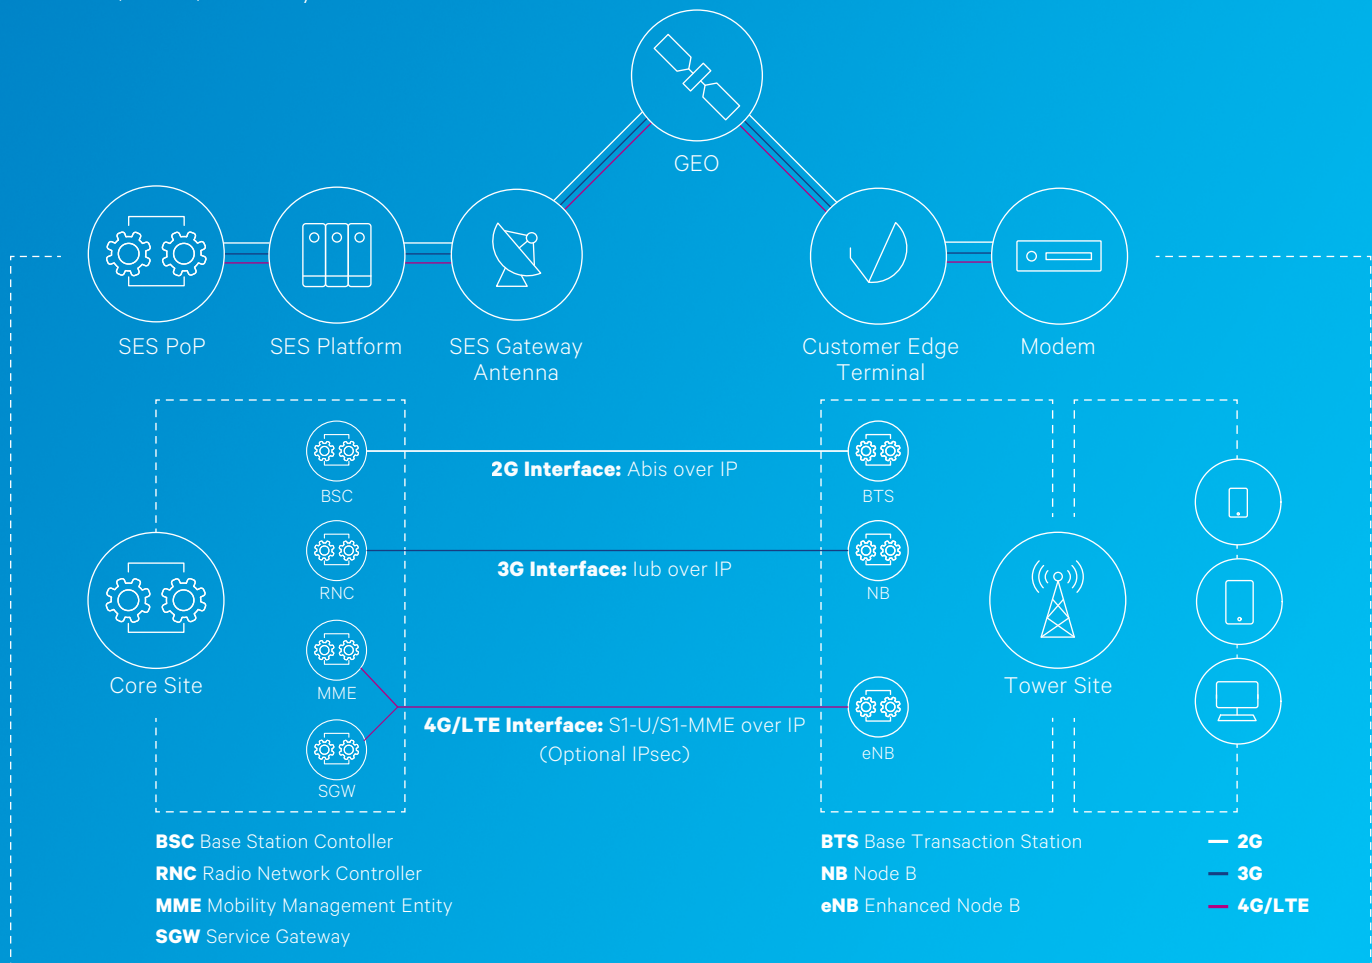 GEO
SES PoP
SES Platform
SES Gateway
Antenna
Customer Edge
Terminal
Modem
BSC
2G Interface: Abis over IP
BTS
RNC
3G Interface: Iub over IP
NB
Core Site
MME
SGW
4G/LTE Interface: S1-U/S1-MME over IP
(Optional IPsec)
eNB
Tower Site
BSC Base Station Contoller
RNC Radio Network Controller
MME Mobility Management Entity
SGW Service Gateway
BTS Base Transaction Station
NB Node B
eNB Enhanced Node B
2G
3G
4G/LTE